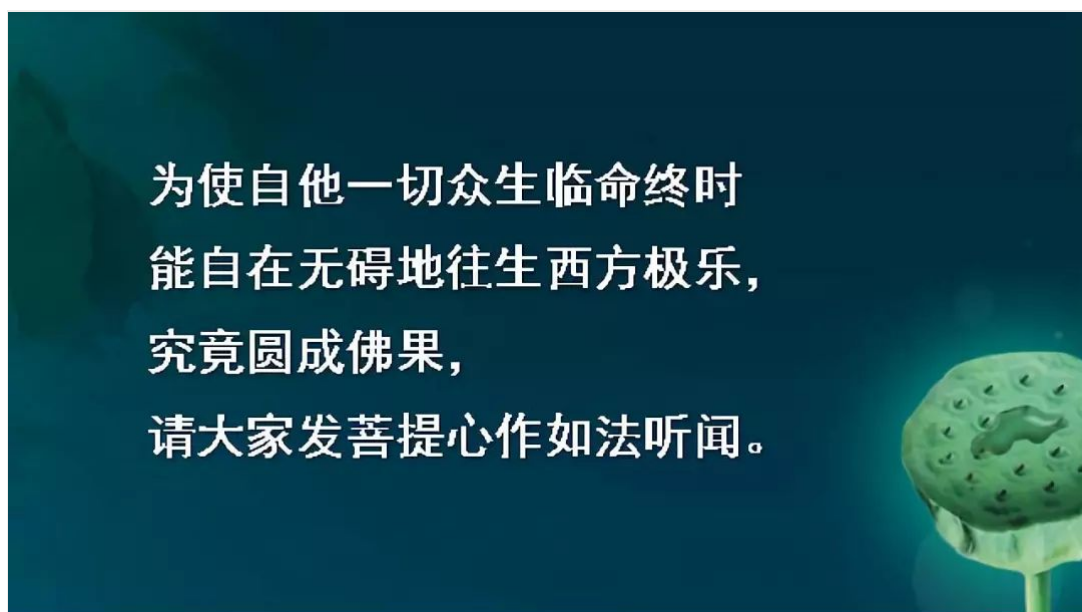 为使自他一切众生临命终时
能自在无碍地往生西方极乐，
究竟圆成佛果，
请大家发菩提心作如法听闻。